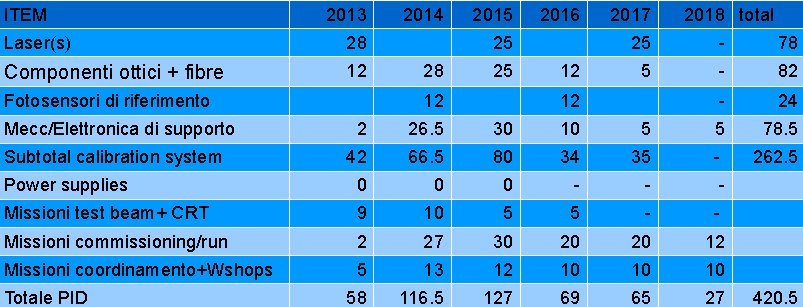 ITEM 2013 2014 2015 2016 2017 2018 total
Laser(s) 28 25 25 - 78
Componenti ottici + fibre 12 28 25 12 5 - 82
Fotosensori di riferimento 12 12 - 24
Mecc/Elettronica di supporto 2 26.5 30 10 5 5 78.5
Subtotal calibration system 42 66.5 80 34 35 - 262.5
Power supplies 0 0 0 - - -
Missioni test beam+ CRT 9 10 5 5 - -
Missioni commissioning/run 2 27 30 20 20 12
Missioni coordinamento+Wshops 5 13 12 10 10 10
Totale PID 58 116.5 127 69 65 27 420.5